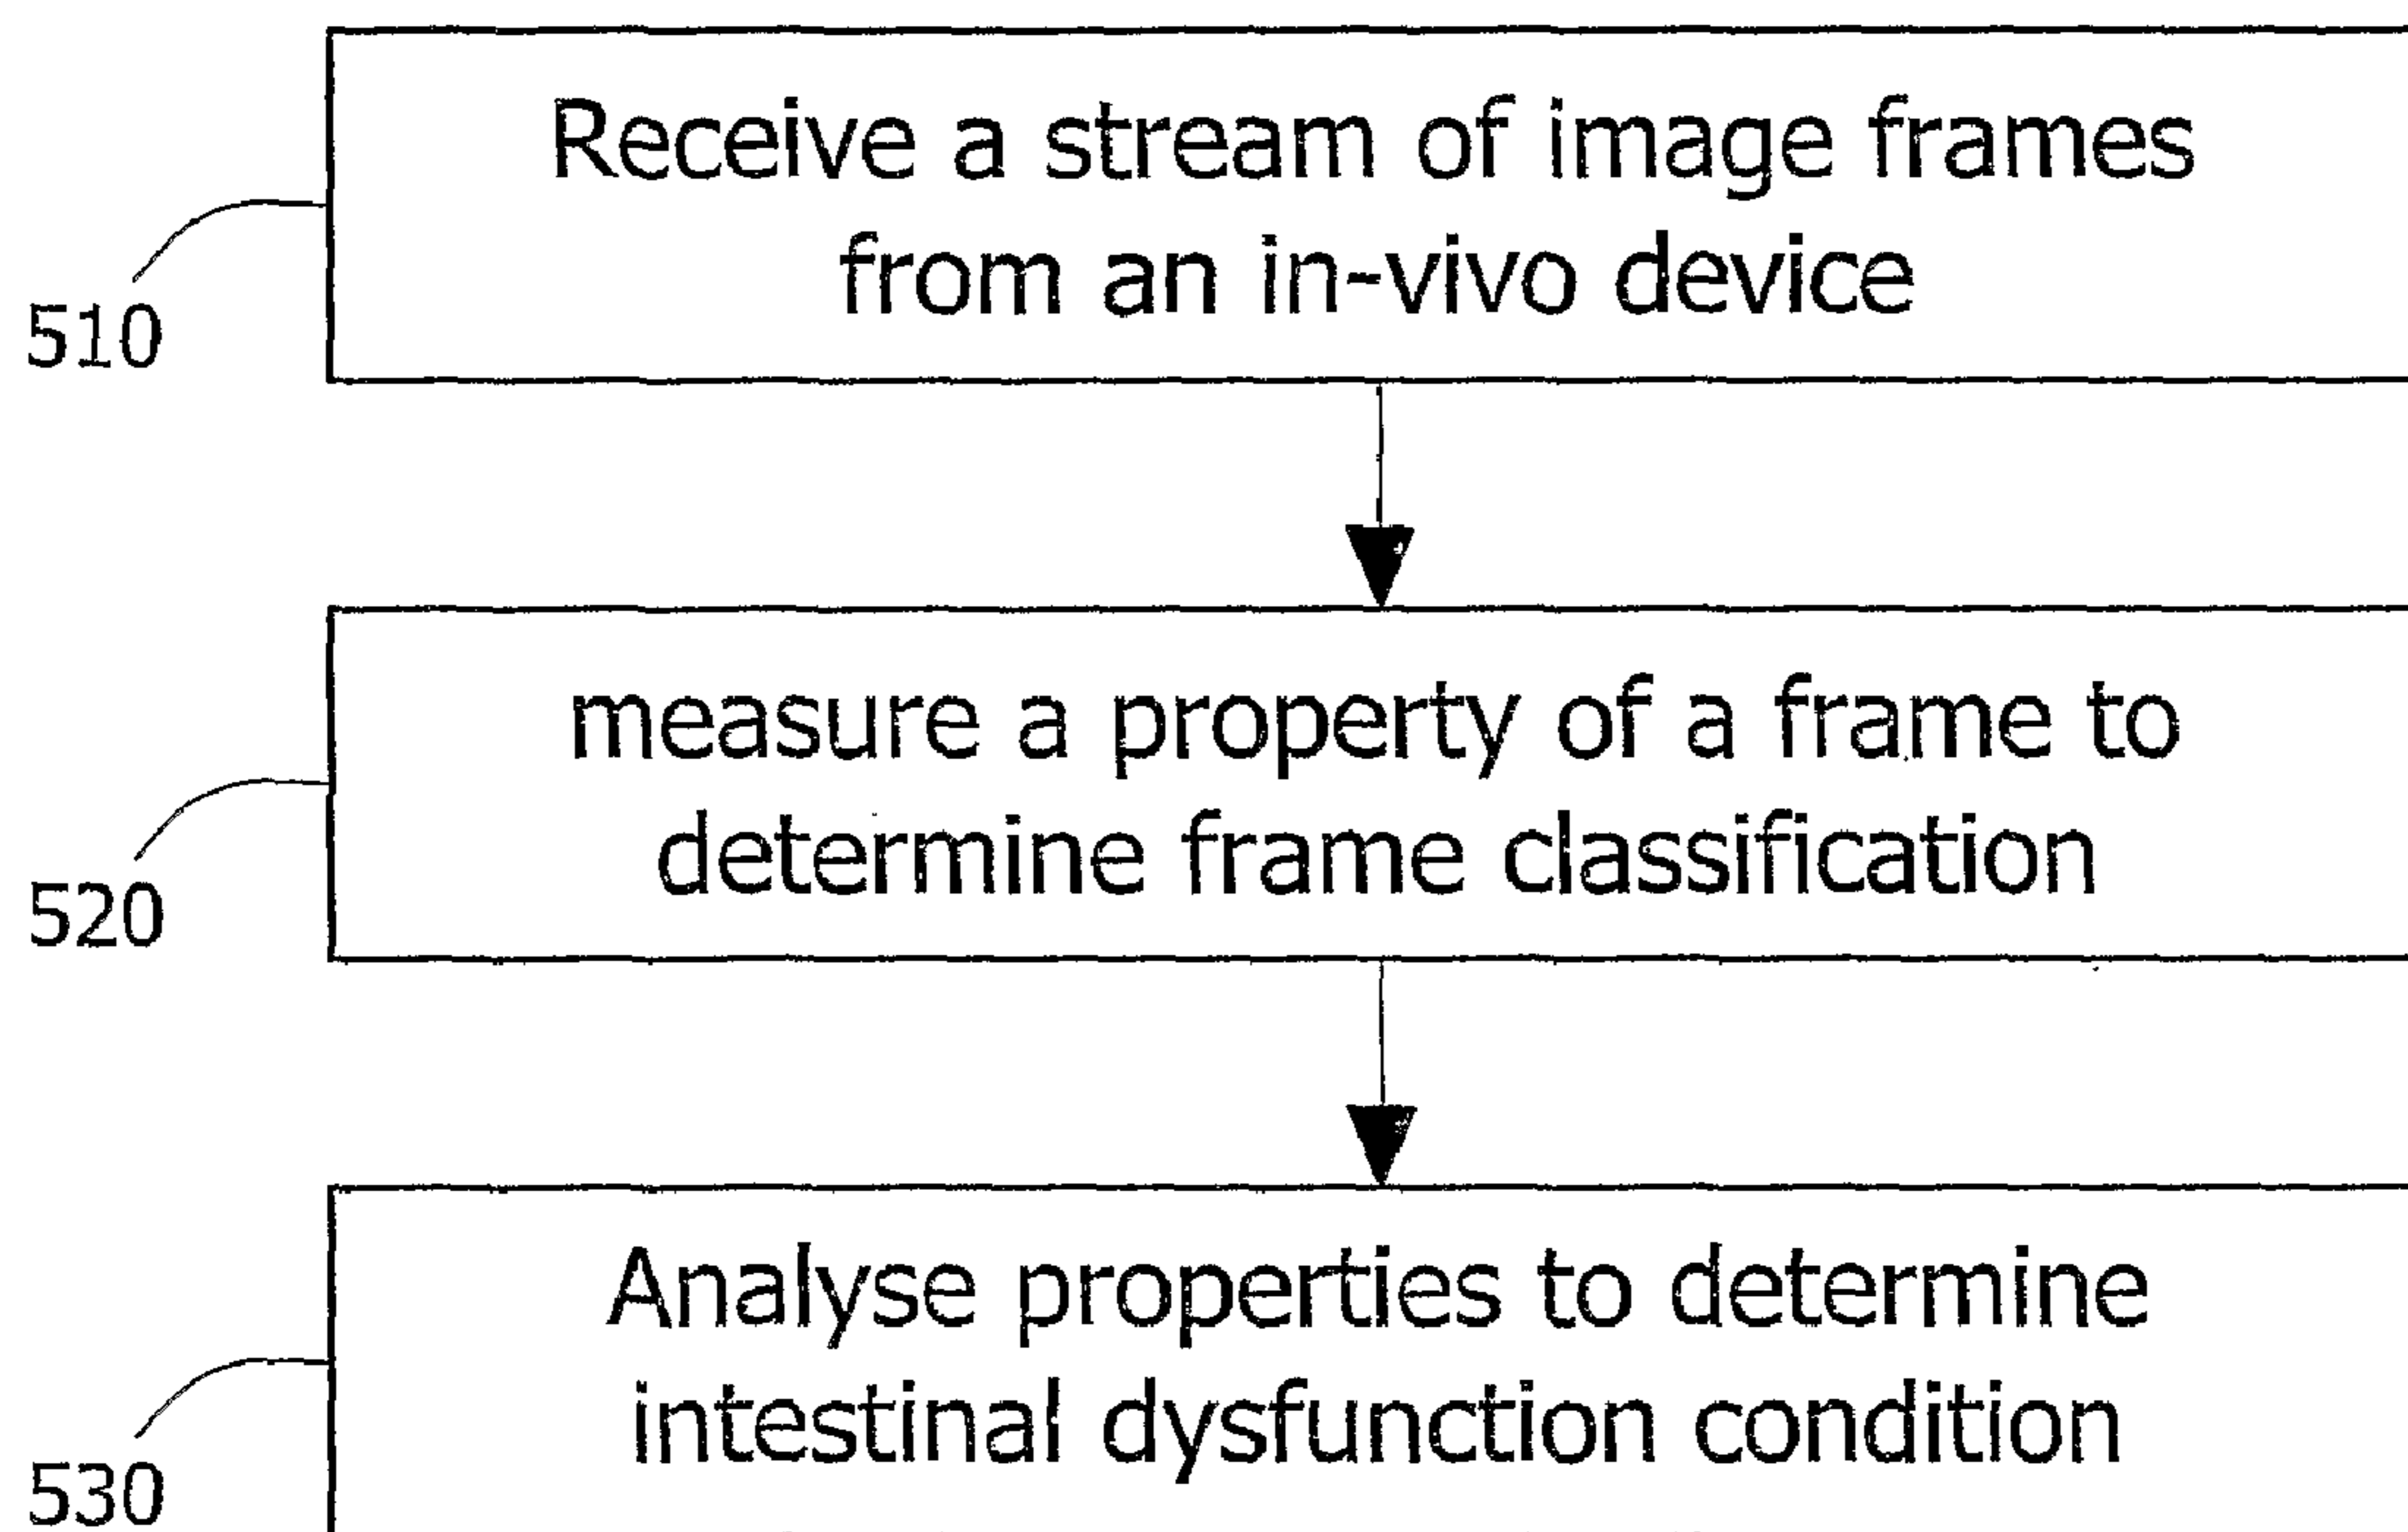 Receive a stream of image frames
from an in-vivo device
510
measure a property of a frame to
determine frame classification
520
Analyse properties to determine
intestinal dysfunction condition
530